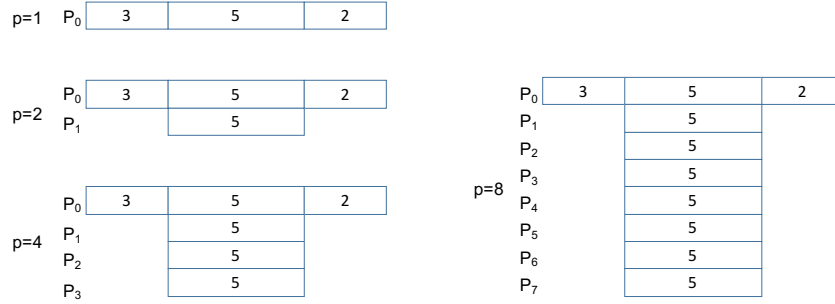 p=1 P₀ 3 5 2
p=2
P₀ 3 5 2
P₁ 5
p=4
P₀ 3 5 2
P₁ 5
P₂ 5
P₃ 5
p=8
P₀ 3 5 2
P₁ 5
P₂ 5
P₃ 5
P₄ 5
P₅ 5
P₆ 5
P₇ 5